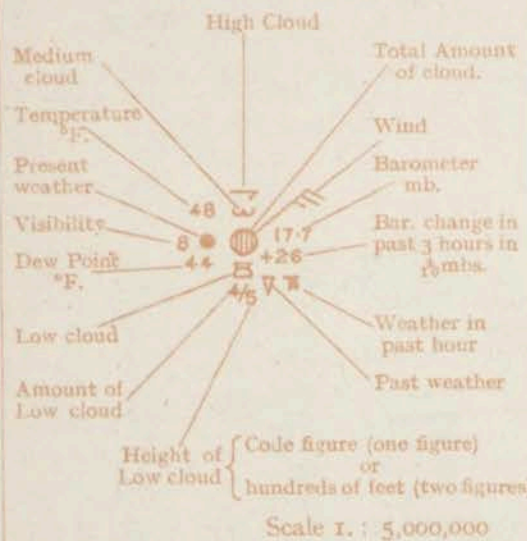 High Cloud
Medium
cloud
Total Amount
of cloud.
Temperature
°F.
Wind
Present
weather
Barometer
mb.
48
Visibility
8
17.7
Bar. change in
past 3 hours in
1/10 mbs.
+26
Dew Point
°F.
44
4/5
Low cloud
Weather in
past hour
Amount of
Low cloud
Past weather
Height of
Low cloud
Code figure (one figure)
or
hundreds of feet (two figures
Scale 1. : 5,000,000